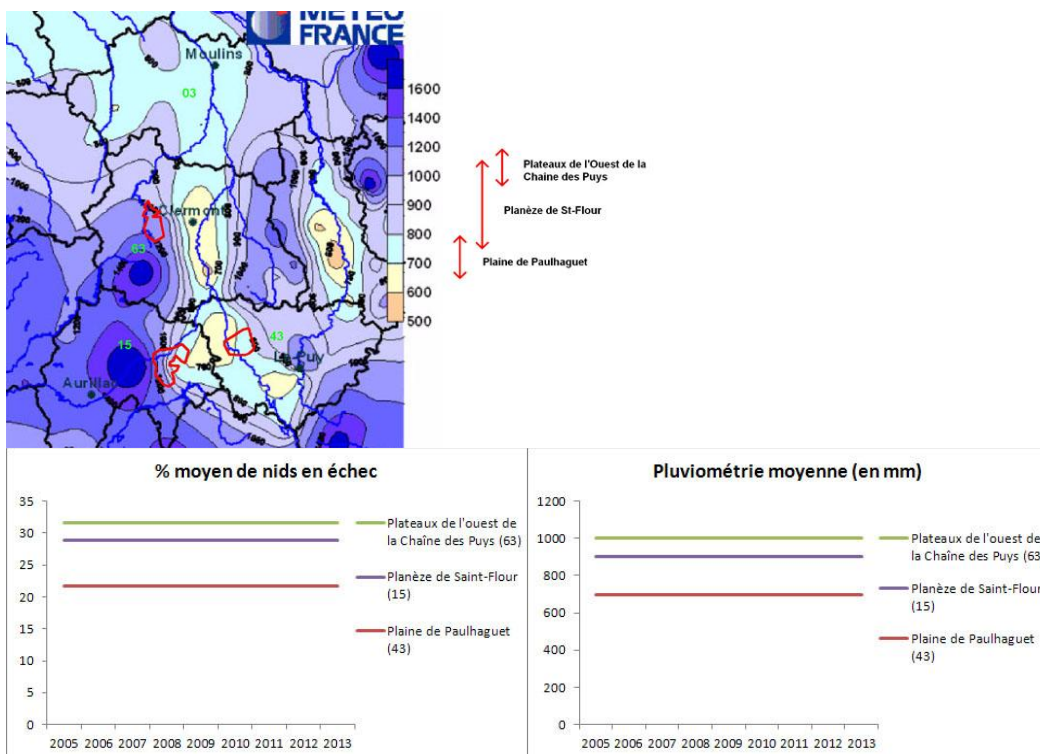 METEO
FRANCE
Moulins
03
Clermont
63
15
Aurillac
43
Le-Puy
1600
1400
1200
1000
900
800
700
600
500
Plateaux de l'Ouest de la
Chaine des Puys
Planèze de St-Flour
Plaine de Paulhaguet
% moyen de nids en échec
35
30
25
20
15
10
5
0
2005 2006 2007 2008 2009 2010 2011 2012 2013
Plateaux de l'ouest de
la Chaîne des Puys (63)
Planèze de Saint-Flour
(15)
Plaine de Paulhaguet
(43)
Pluviométrie moyenne (en mm)
1200
1000
800
600
400
200
0
2005 2006 2007 2008 2009 2010 2011 2012 2013
Plateaux de l'ouest de
la Chaîne des Puys (63
Planèze de Saint-Flour
(15)
Plaine de Paulhaguet
(43)